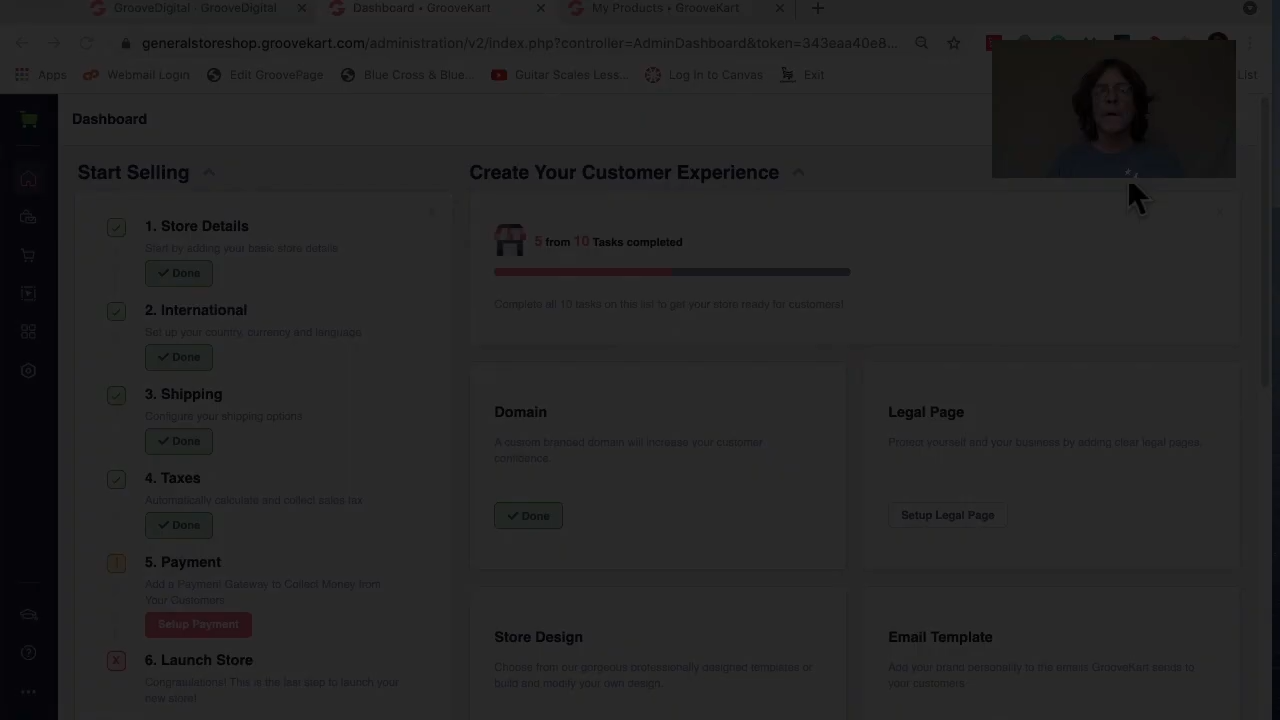 GrooveDigital - GrooveDigital
Dashboard • GrooveKart
My Products • GrooveKart
generalstoreshop.groovekart.com/administration/v2/index.php?controller=AdminDashboard&token=343eaa40e8...
Apps
Webmail Login
Edit GroovePage
Blue Cross & Blue...
Guitar Scales Less...
Log In to Canvas
Exit
List
Dashboard
Start Selling
1. Store Details
Start by adding your basic store details
Done
2. International
Set up your country, currency and language
Done
3. Shipping
Configure your shipping options
Done
4. Taxes
Automatically calculate and collect sales tax
Done
5. Payment
Add a Payment Gateway to Collect Money from
Your Customers
Setup Payment
6. Launch Store
Congratulations! This is the last step to launch your
new store!
Create Your Customer Experience
5 from 10 Tasks completed
Complete all 10 tasks on this list to get your store ready for customers!
Domain
A custom branded domain will increase your customer
confidence.
Done
Legal Page
Protect yourself and your business by adding clear legal pages.
Setup Legal Page
Store Design
Choose from our gorgeous professionally designed templates or
build and modify your own design.
Email Template
Add your brand personality to the emails GrooveKart sends to
your customers